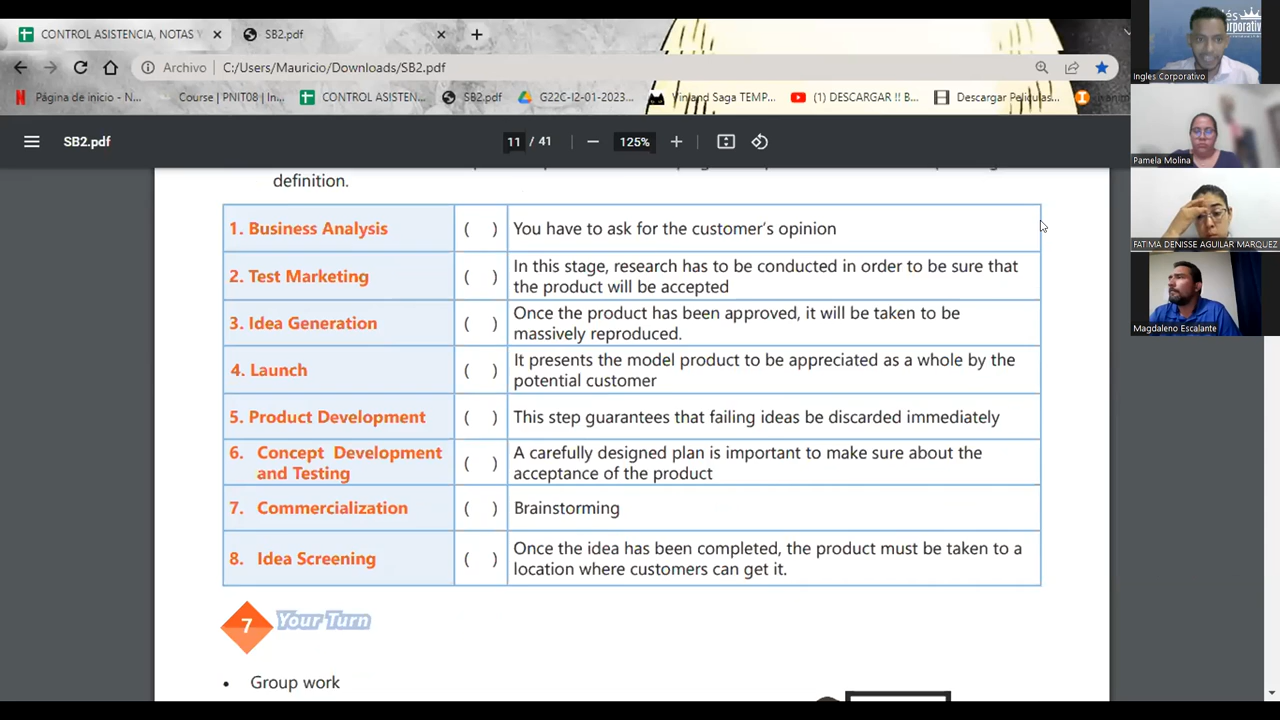 CONTROL ASISTENCIA, NOTAS Y
SB2.pdf
Archivo
C:/Users/Mauricio/Downloads/SB2.pdf
Página de inicio - N...
Course | PNIT08 | In...
CONTROL ASISTEN...
SB2.pdf
G22C-I2-01-2023...
Vinland Saga TEMP...
(1) DESCARGAR !! B...
Descargar Peliculas...
SB2.pdf
11 / 41
125%
definition.
1. Business Analysis ( ) You have to ask for the customer's opinion
2. Test Marketing ( ) In this stage, research has to be conducted in order to be sure that
the product will be accepted
3. Idea Generation ( ) Once the product has been approved, it will be taken to be
massively reproduced.
4. Launch ( ) It presents the model product to be appreciated as a whole by the
potential customer
5. Product Development ( ) This step guarantees that failing ideas be discarded immediately
6. Concept Development
and Testing ( ) A carefully designed plan is important to make sure about the
acceptance of the product
7. Commercialization ( ) Brainstorming
8. Idea Screening ( ) Once the idea has been completed, the product must be taken to a
location where customers can get it.
7 Your Turn
• Group work
Ingles Corporativo
Pamela Molina
FATIMA DENISSE AGUILAR MARQUEZ
Magdaleno Escalante